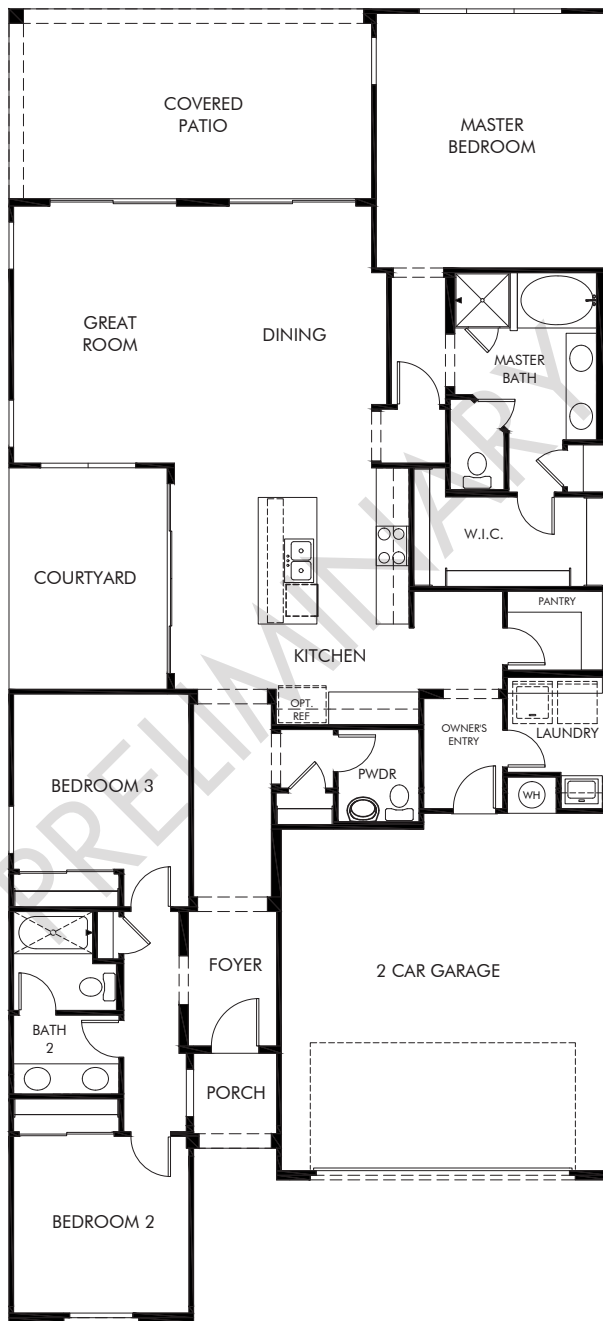 COVERED
PATIO
MASTER
BEDROOM
GREAT
ROOM
DINING
MASTER
BATH
W.I.C.
COURTYARD
PANTRY
KITCHEN
OPT.
REF
OWNER'S
ENTRY
LAUNDRY
PWDR
WH
BEDROOM 3
FOYER
2 CAR GARAGE
BATH
2
PORCH
BEDROOM 2
PRELIMINARY